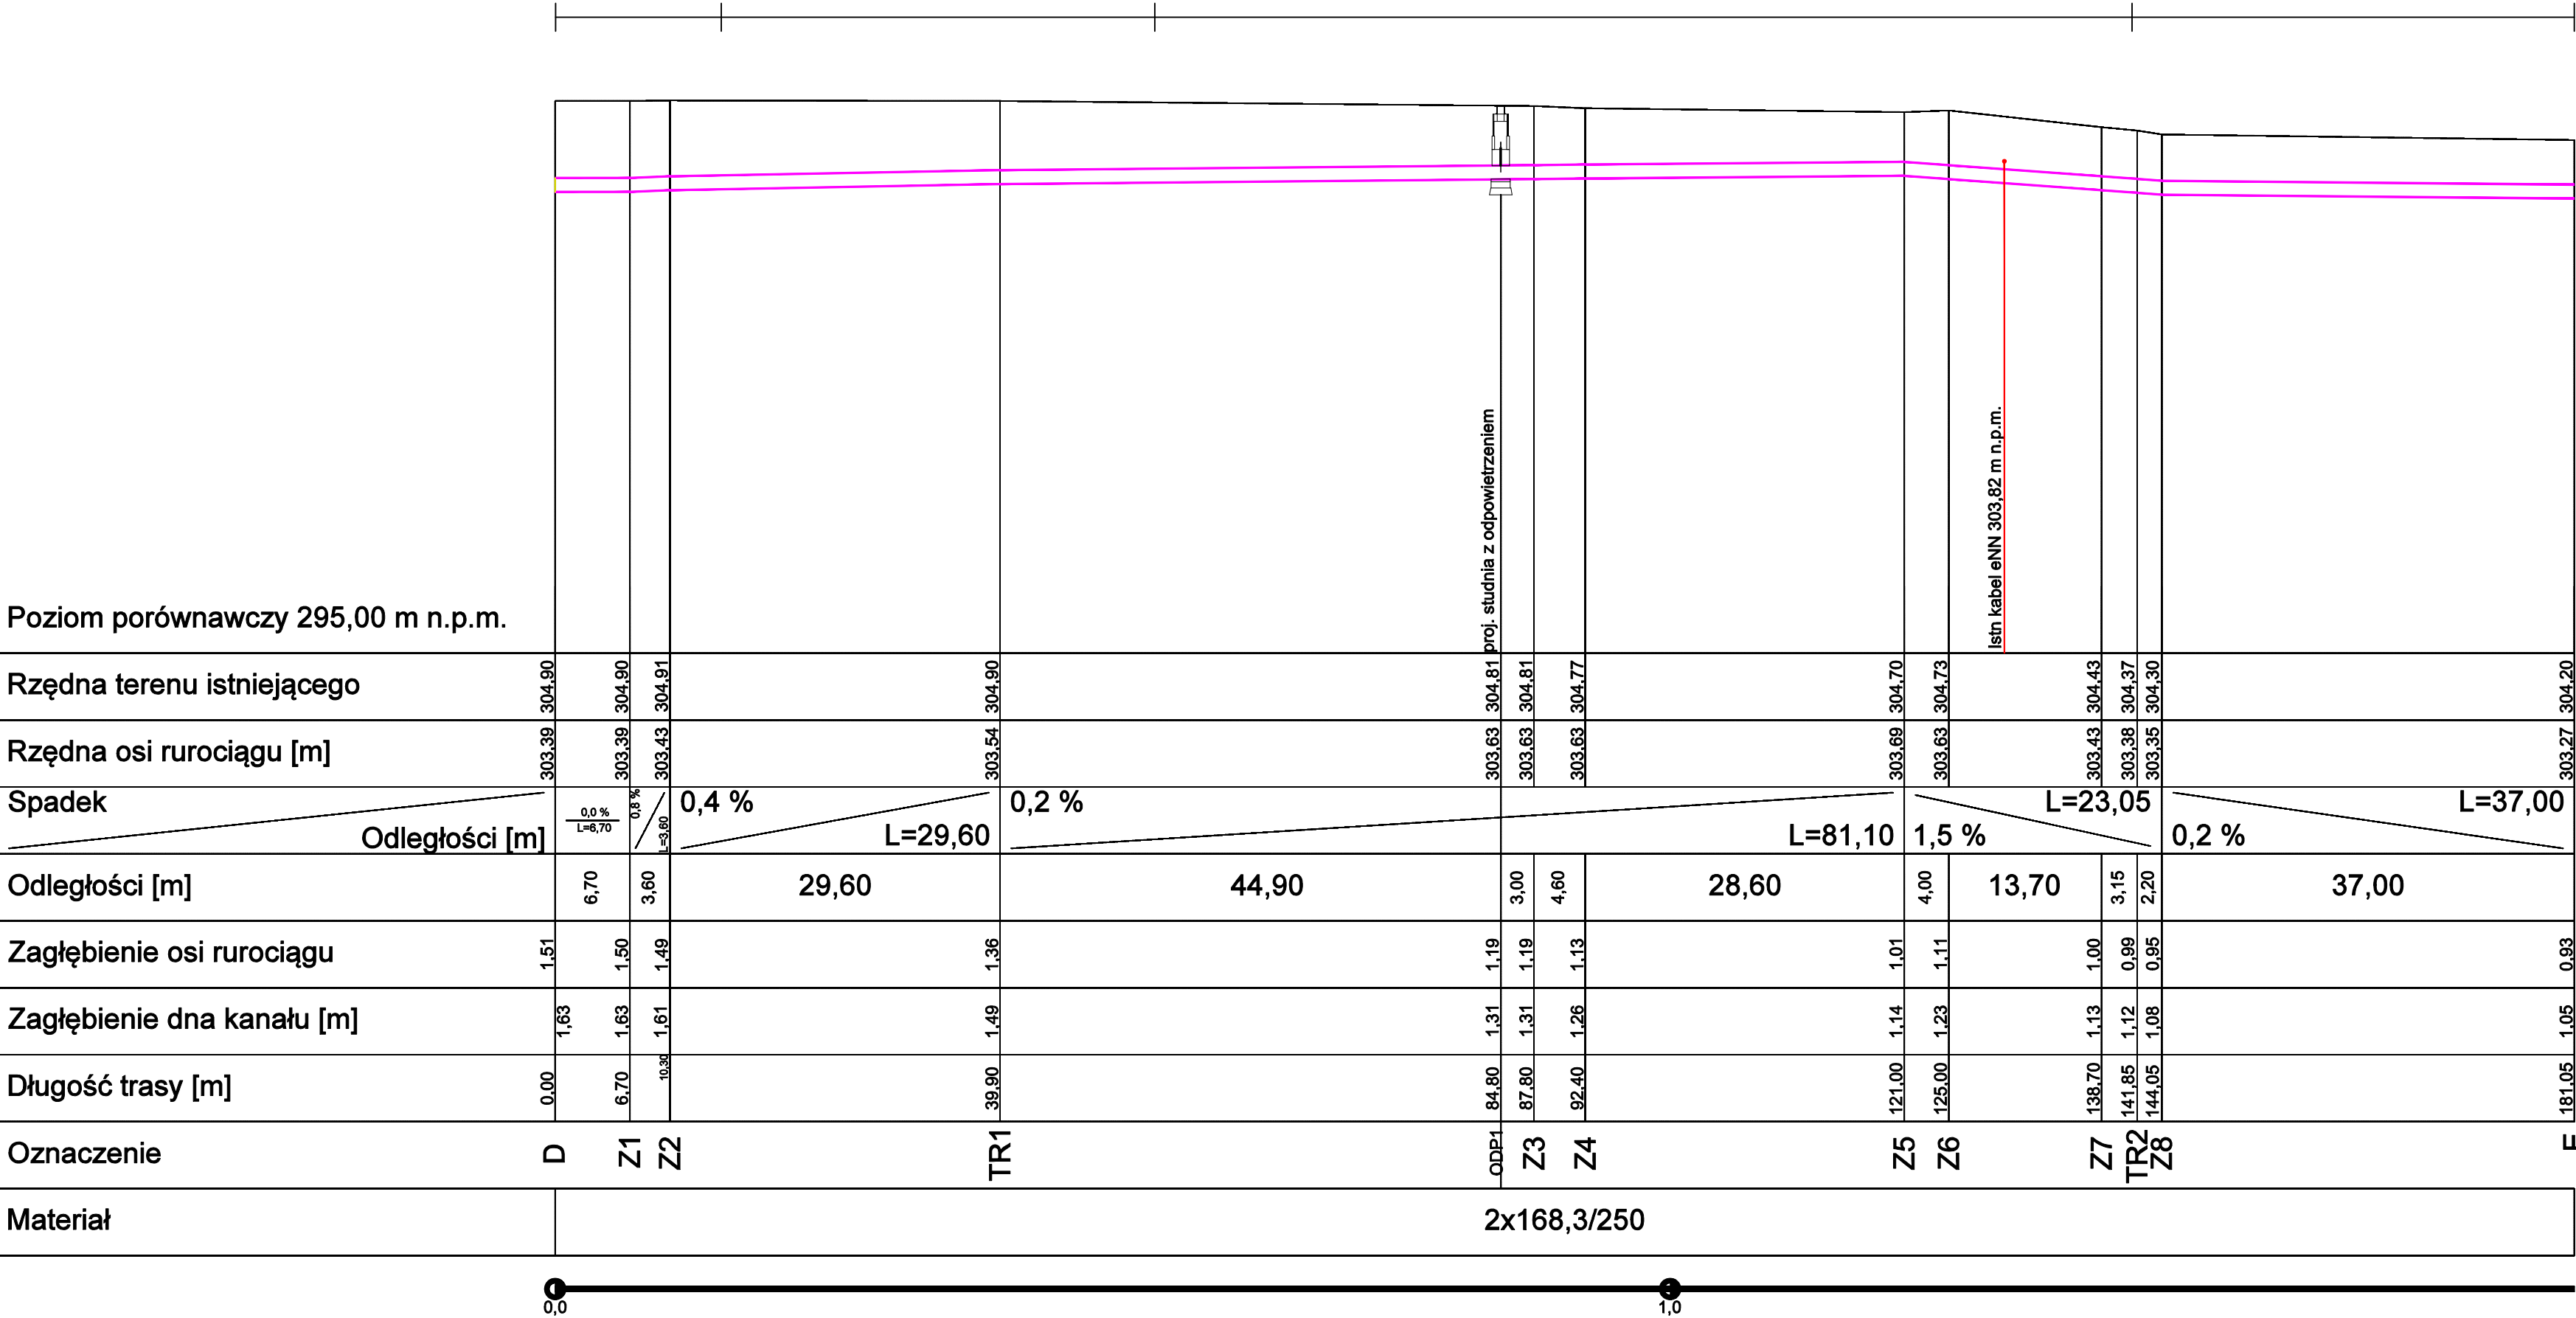 proj. studnia z odpowietrzeniem
Istn kabel eNN 303,82 m n.p.m.
Poziom porównawczy 295,00 m n.p.m.
Rzędna terenu istniejącego 304,90 304,90 304,91 304,90 304,81 304,81 304,77 304,70 304,73 304,43 304,37 304,30 304,20
Rzędna osi rurociągu [m] 303,39 303,39 303,43 303,54 303,63 303,63 303,63 303,69 303,63 303,43 303,38 303,35 303,27
Spadek 0,0 % 0,8 % 0,4 % 0,2 % L=23,05 L=37,00
Odległości [m] L=6,70 L=3,60 L=29,60 L=81,10 1,5 % 0,2 %
Odległości [m] 6,70 3,60 29,60 44,90 3,00 4,60 28,60 4,00 13,70 3,15 2,20 37,00
Zagłębienie osi rurociągu 1,51 1,50 1,49 1,36 1,19 1,19 1,13 1,01 1,11 1,00 0,99 0,95 0,93
Zagłębienie dna kanału [m] 1,63 1,63 1,61 1,49 1,31 1,31 1,26 1,14 1,23 1,13 1,12 1,08 1,05
Długość trasy [m] 0,00 6,70 10,30 39,90 84,80 87,80 92,40 121,00 125,00 138,70 141,85 144,05 181,05
Oznaczenie D Z1 Z2 TR1 ODP1 Z3 Z4 Z5 Z6 Z7 TR2 Z8
Materiał 2x168,3/250
0,0 1,0